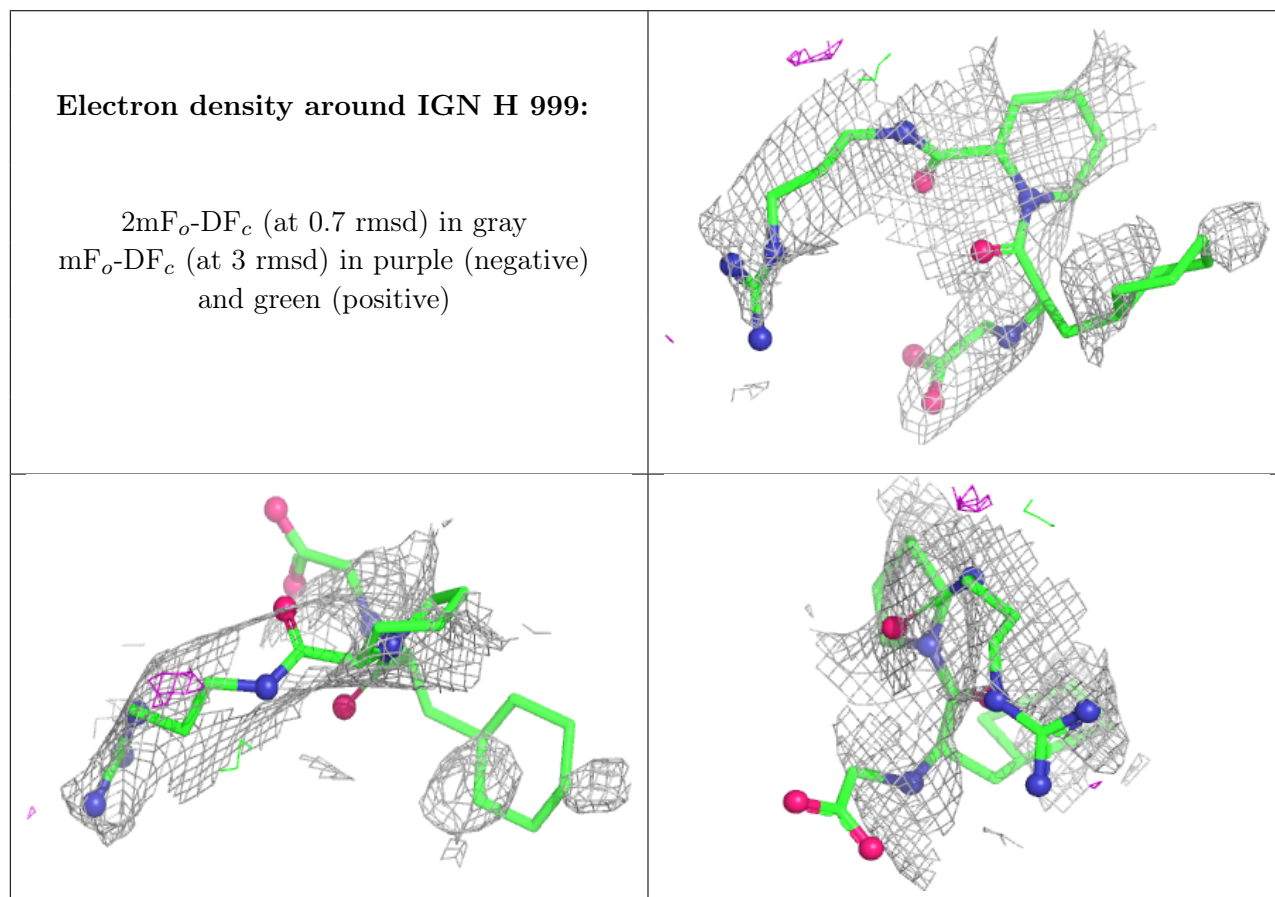 Electron density around IGN H 999:
2mFo-DFc (at 0.7 rmsd) in gray
mFo-DFc (at 3 rmsd) in purple (negative)
and green (positive)